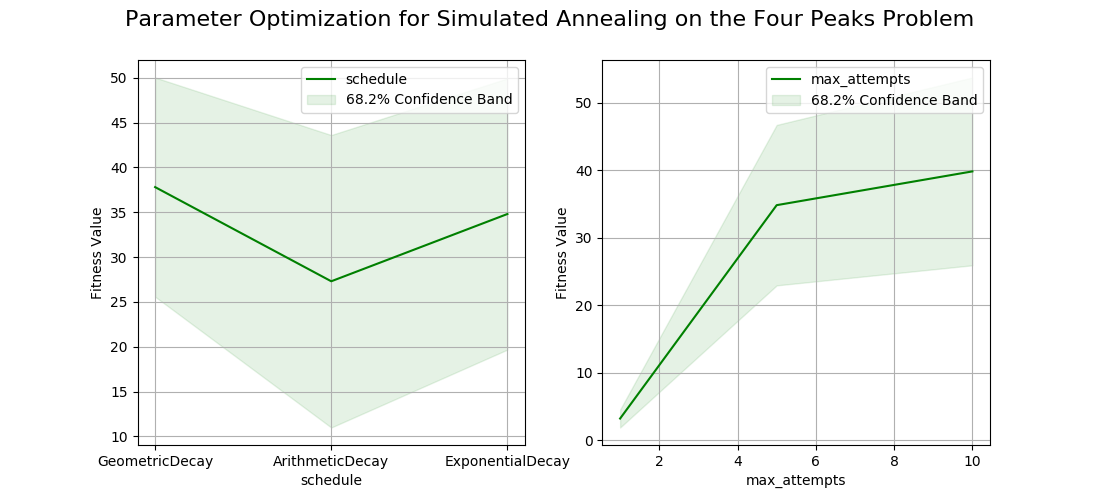 Parameter Optimization for Simulated Annealing on the Four Peaks Problem
schedule
68.2% Confidence Band
50
45
40
35
30
25
20
15
10
Fitness Value
GeometricDecay
ArithmeticDecay
ExponentialDecay
schedule
max_attempts
68.2% Confidence Band
50
40
30
20
10
0
Fitness Value
2
4
6
8
10
max_attempts